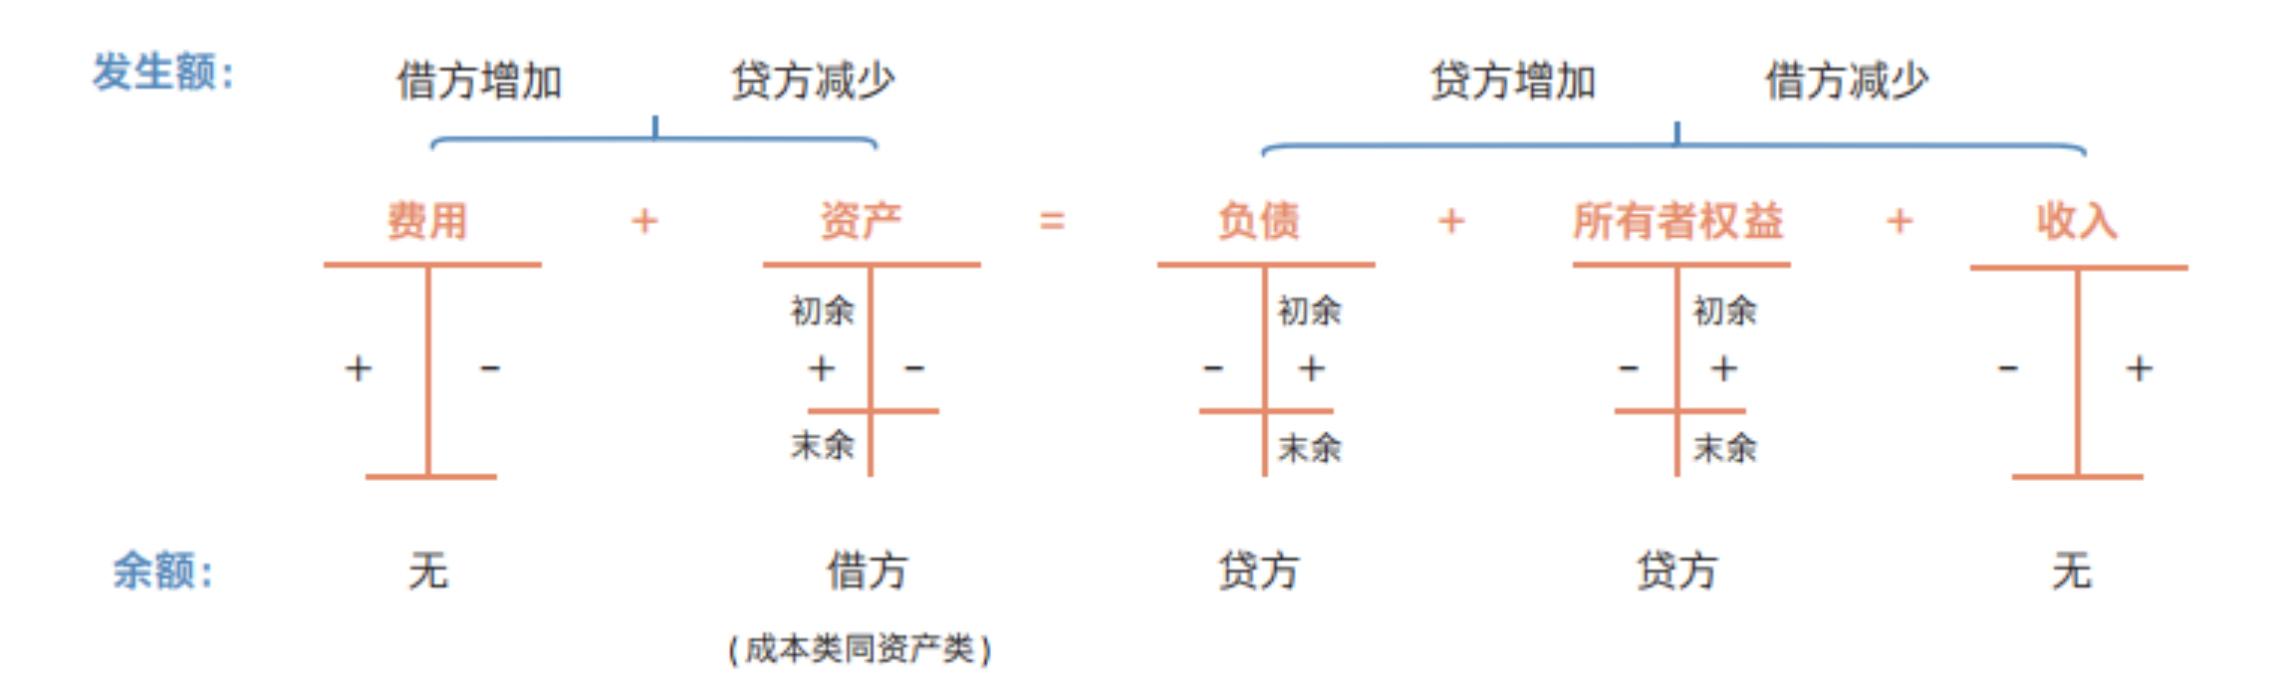 发生额: 借方增加 贷方减少 贷方增加 借方减少
费用 + 资产 = 负债 + 所有者权益 + 收入
初余 初余 初余
+ - + - - + - + - +
末余 末余 末余
余额: 无 借方 贷方 贷方 无
(成本类同资产类)